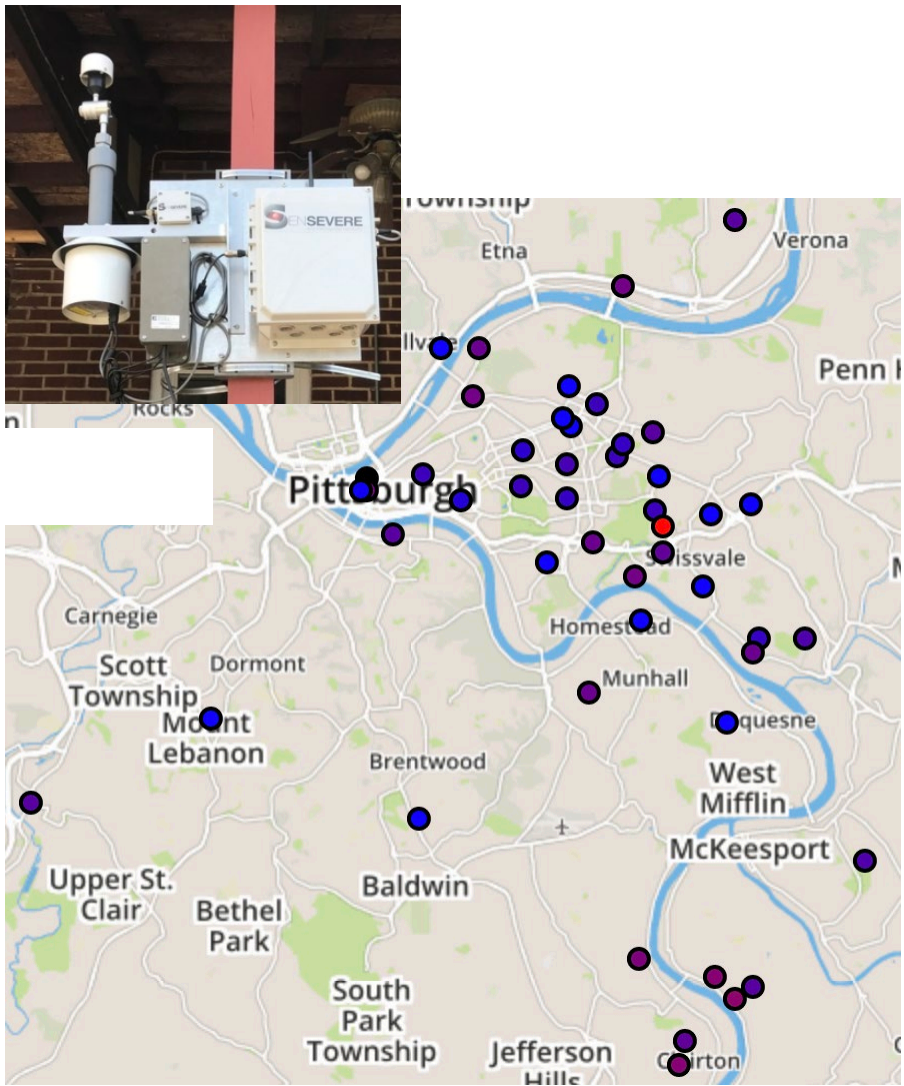 SENSEVERE
SENSEVERE
Township
Etna
Verona
Penn H
Rocks
Pittsburgh
Swissvale
Carnegie
Homestead
Scott
Township
Dormont
Munhall
Mount
Lebanon
Duquesne
Brentwood
West
Mifflin
McKeesport
Upper St.
Clair
Baldwin
Bethel
Park
South
Park
Township
Jefferson
Hills
Clairton